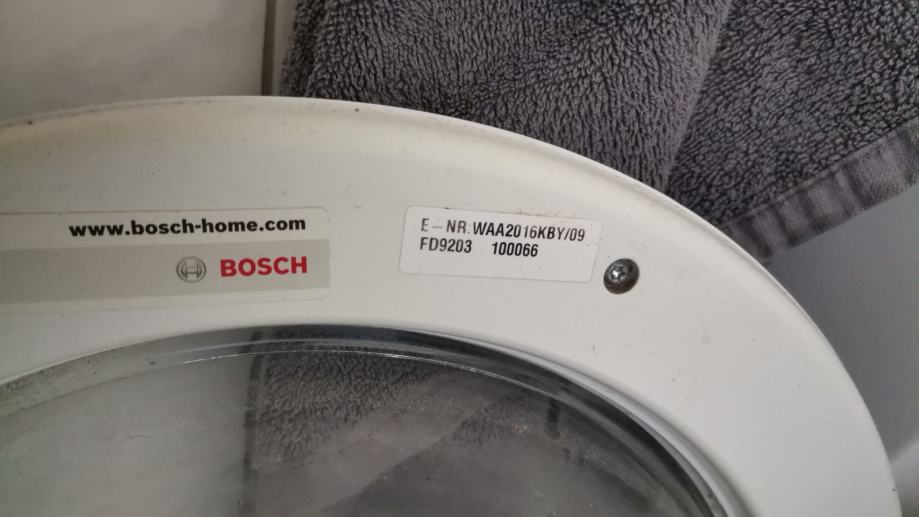 www.bosch-home.com
BOSCH
E-NR.WAA2016KBY/09
FD9203 100066